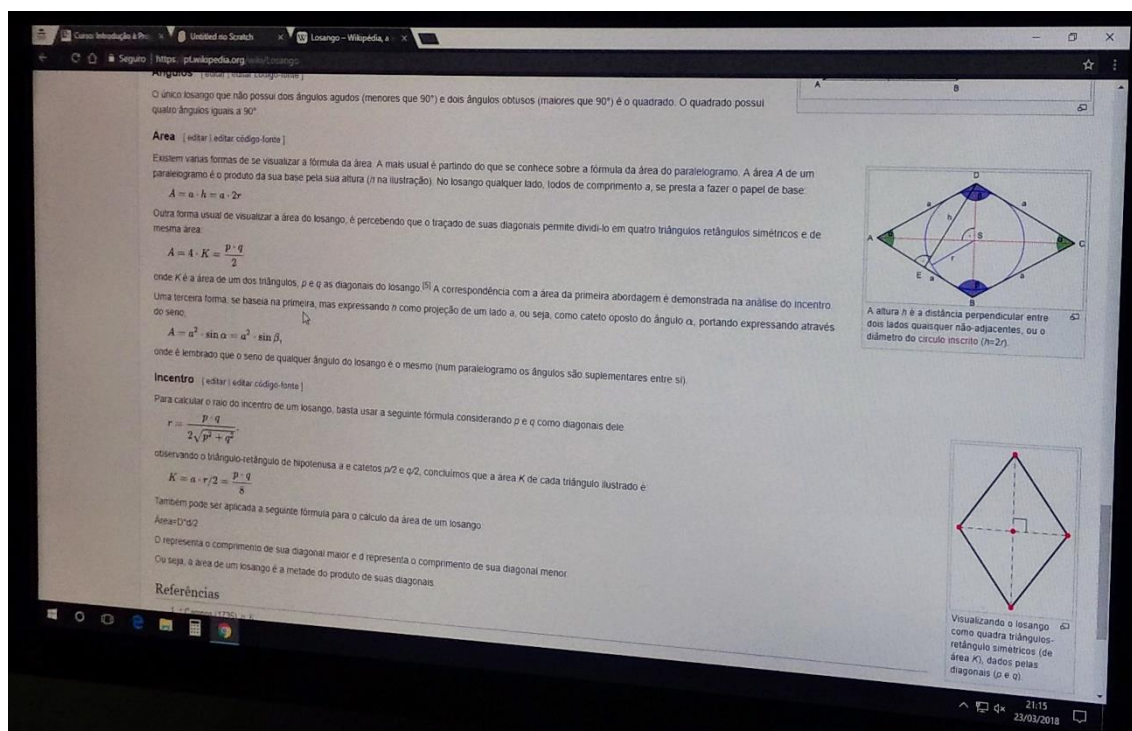 Curso: Introdução à Pro
Untitled no Scratch
Losango – Wikipédia, a
Seguro https pt.wikipedia.org/wiki/Losango
Ângulos [editar | editar código-fonte]
O único losango que não possui dois ângulos agudos (menores que 90°) e dois ângulos obtusos (maiores que 90°) é o quadrado. O quadrado possui
quatro ângulos iguais a 90°
Área [editar | editar código-fonte]
Existem várias formas de se visualizar a fórmula da área. A mais usual é partindo do que se conhece sobre a fórmula da área do paralelogramo. A área A de um
paralelogramo é o produto da sua base pela sua altura (h na ilustração). No losango qualquer lado, todos de comprimento a, se presta a fazer o papel de base:
A = a · h = a · 2r
Outra forma usual de visualizar a área do losango, é percebendo que o traçado de suas diagonais permite dividi-lo em quatro triângulos retângulos simétricos e de
mesma área:
A = 4 · K = p · q / 2
onde K é a área de um dos triângulos, p e q as diagonais do losango [5] A correspondência com a área da primeira abordagem é demonstrada na análise do incentro.
Uma terceira forma, se baseia na primeira, mas expressando h como projeção de um lado a, ou seja, como cateto oposto do ângulo α, portando expressando através
do seno;
A = a² · sin α = a² · sin β,
onde é lembrado que o seno de qualquer ângulo do losango é o mesmo (num paralelogramo os ângulos são suplementares entre si).
Incentro [editar | editar código-fonte]
Para calcular o raio do incentro de um losango, basta usar a seguinte fórmula considerando p e q como diagonais dele
r = p · q / 2√p² + q² .
observando o triângulo-retângulo de hipotenusa a e catetos p/2 e q/2, concluímos que a área K de cada triângulo ilustrado é:
K = a · r/2 = p · q / 8
Também pode ser aplicada a seguinte fórmula para o cálculo da área de um losango
Área=D*d/2
D representa o comprimento de sua diagonal maior e d representa o comprimento de sua diagonal menor
Ou seja, a área de um losango é a metade do produto de suas diagonais.
Referências
A B
D
a a
h
A S C
r
E a a
B
A altura h é a distância perpendicular entre
dois lados quaisquer não-adjacentes, ou o
diâmetro do círculo inscrito (h=2r).
Visualizando o losango
como quadra triângulos-
retângulo simétricos (de
área K), dados pelas
diagonais (p e q)
21:15
23/03/2018